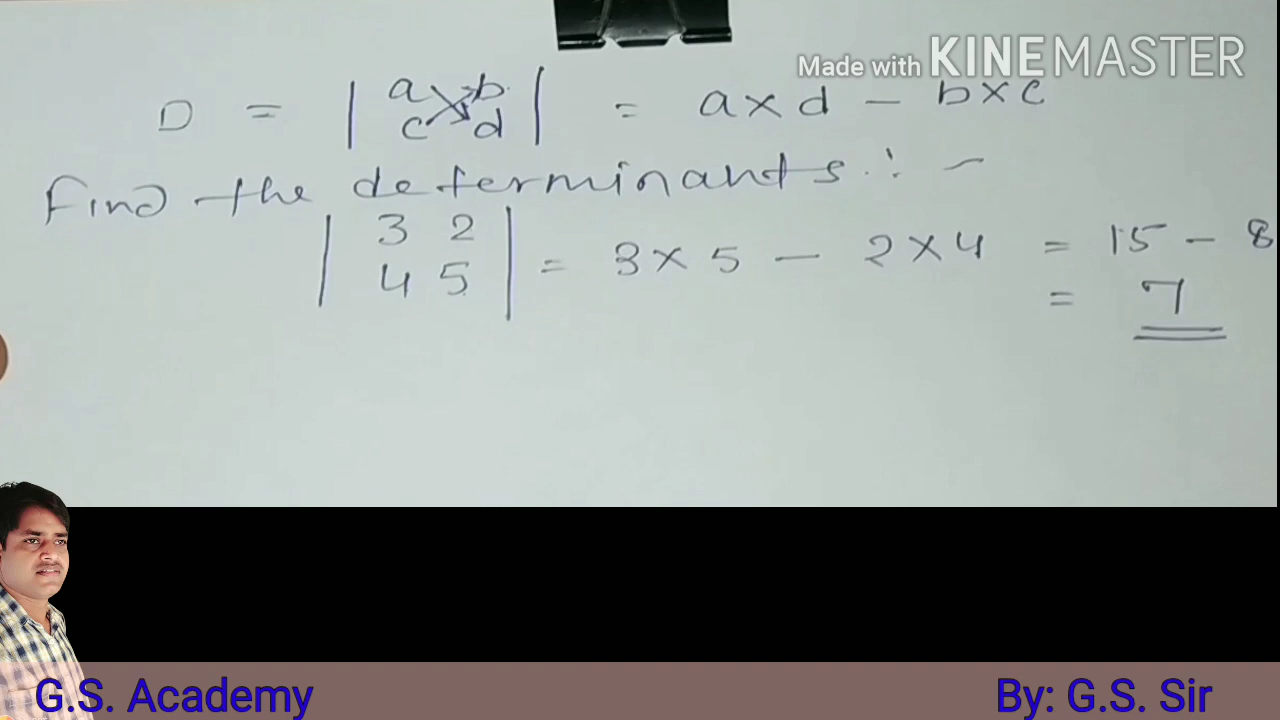 Made with KINEMASTER
D = | a b | = a x d - b x c
c d
Find the determinants : -
| 3 2 | = 3 x 5 - 2 x 4 = 15 - 8
4 5
= 7
G.S. Academy
By: G.S. Sir